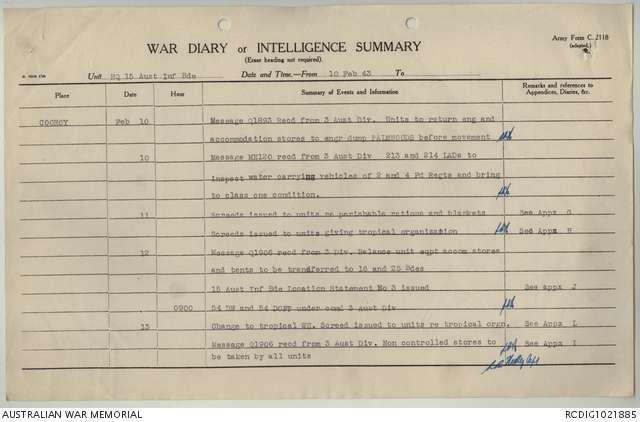 Army Form C. 2118
(adapted.)
WAR DIARY or INTELLIGENCE SUMMARY
(Erase heading not required).
Unit HQ 15 Aust Inf Bde Date and Time.—From 10 Feb 43 To
Place Date Hour Summary of Events and Information Remarks and references to Appendices, Diaries, &c.
COOROY Feb 10 Message Q1893 Recd from 3 Aust Div. Units to return eng and
accommodation stores to engr dump PALMWOODS before movement
10 Message ME120 recd from 3 Aust Div 213 and 214 LADs to
Inspect water carrying vehicles of 2 and 4 Fd Regts and bring
to class one condition.
11 Screeds issued to units re perishable rations and blankets See Appx G
Screeds issued to units giving tropical organization See Appx H
12 Message Q1906 recd from 3 Div. Balance unit eqpt accom stores
and tents to be transferred to 16 and 25 Bdes
15 Aust Inf Bde Location Statement No 3 issued See appx J
0900 54 DH and 54 DOFP under comd 3 Aust Div
13 Change to tropical WE. Screed issued to units re tropical orgn. See Appx L
Message Q1906 recd from 3 Aust Div. Non controlled stores to See Appx I
be taken by all units
AUSTRALIAN WAR MEMORIAL RCDIG1021885